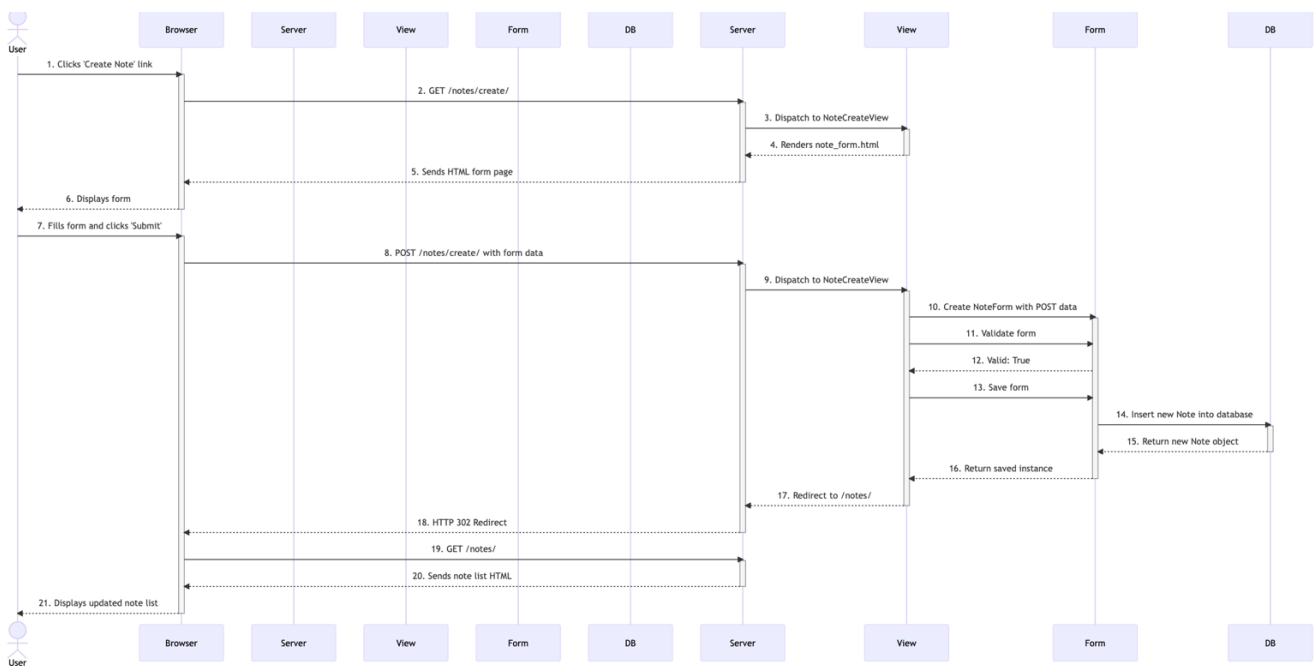 Browser
Server
View
Form
DB
Server
View
Form
DB
User
1. Clicks 'Create Note' link
2. GET /notes/create/
3. Dispatch to NoteCreateView
4. Renders note_form.html
5. Sends HTML form page
6. Displays form
7. Fills form and clicks 'Submit'
8. POST /notes/create/ with form data
9. Dispatch to NoteCreateView
10. Create NoteForm with POST data
11. Validate form
12. Valid: True
13. Save form
14. Insert new Note into database
15. Return new Note object
16. Return saved instance
17. Redirect to /notes/
18. HTTP 302 Redirect
19. GET /notes/
20. Sends note list HTML
21. Displays updated note list
Browser
Server
View
Form
DB
Server
View
Form
DB
User